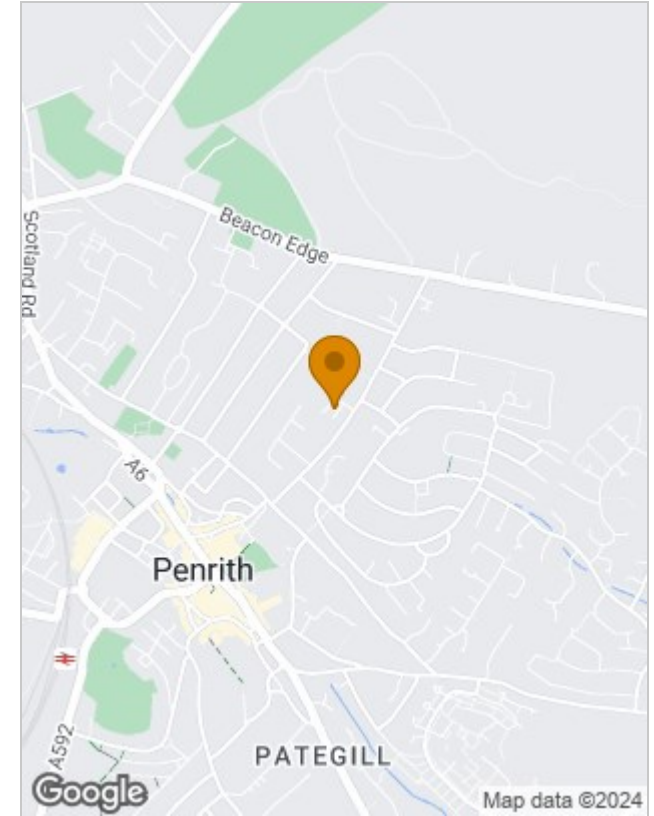 Beacon Edge
Scotland Rd
A6
Penrith
A592
PATEGILL
Google
Map data ©2024